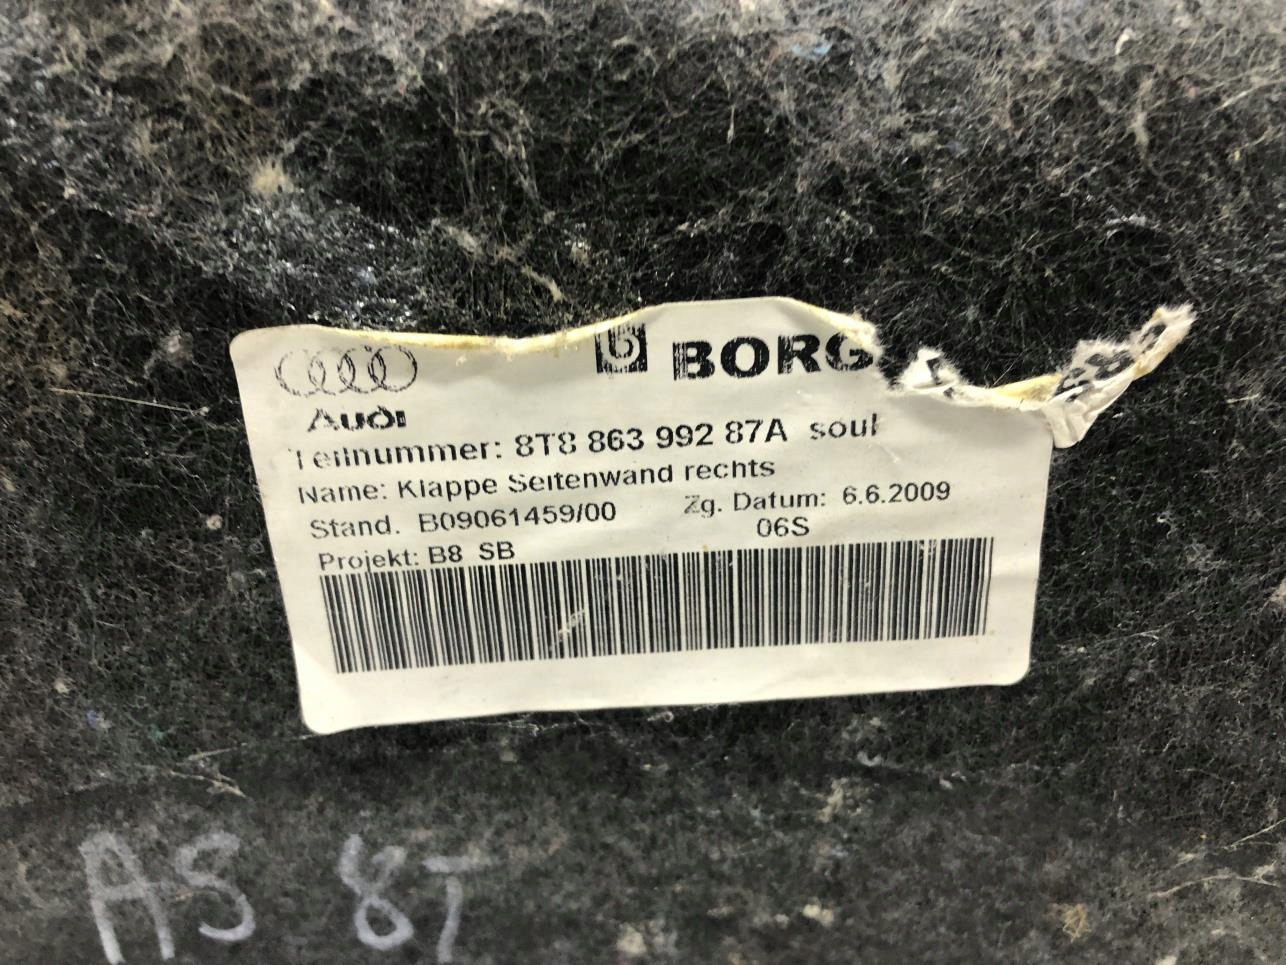 b BORG
Audi
Teilnummer: 8T8 863 992 87A soul
Name: Klappe Seitenwand rechts
Stand. B09061459/00 Zg. Datum: 6.6.2009
06S
Projekt: B8 SB
AS 8T